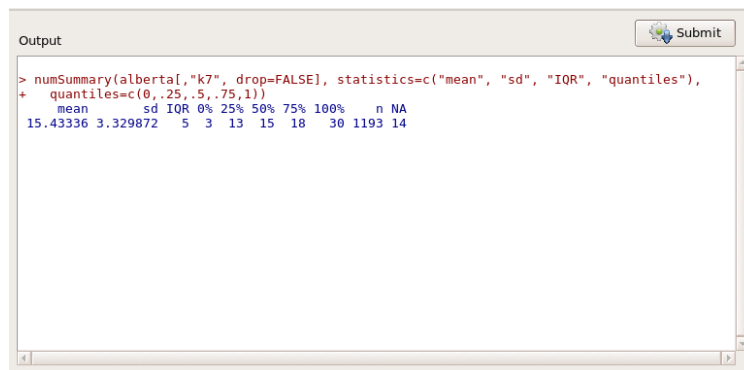 Submit
Output
> numSummary(alberta[,"k7", drop=FALSE], statistics=c("mean", "sd", "IQR", "quantiles"),
+   quantiles=c(0,.25,.5,.75,1))
     mean       sd IQR 0% 25% 50% 75% 100%    n NA
 15.43336 3.329872   5  3  13  15  18   30 1193 14